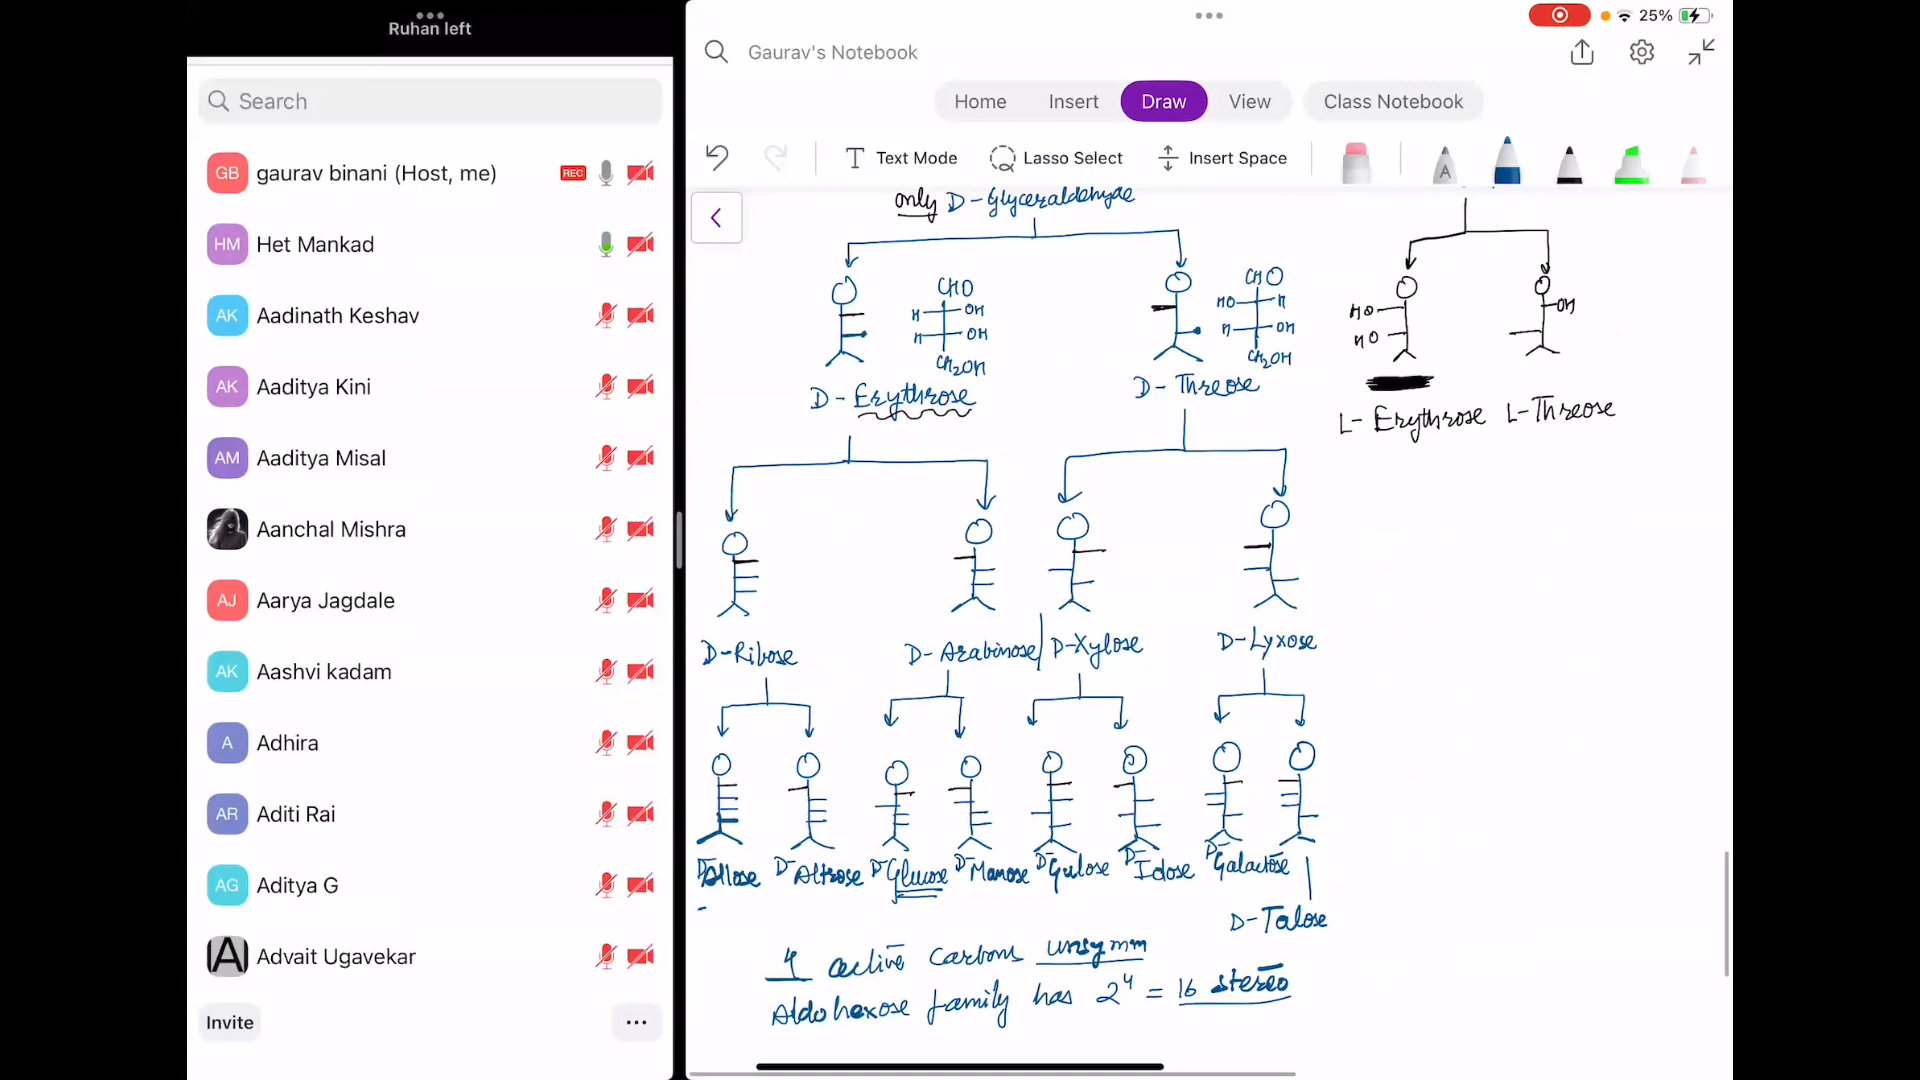 Ruhan left
Search
GB gaurav binani (Host, me) REC
HM Het Mankad
AK Aadinath Keshav
AK Aaditya Kini
AM Aaditya Misal
Aanchal Mishra
AJ Aarya Jagdale
AK Aashvi kadam
A Adhira
AR Aditi Rai
AG Aditya G
A Advait Ugavekar
Invite
25%
Gaurav's Notebook
Home Insert Draw View Class Notebook
Text Mode Lasso Select Insert Space A
only D-Glyceraldehyde
CHO
H OH
H OH
CH2OH
CHO
HO H
H OH
CH2OH
HO
HO
OH
D-Erythrose D-Threose
L-Erythrose L-Threose
D-Ribose D-Arabinose D-Xylose D-Lyxose
D-Allose D-Altrose D-Glucose D-Manose D-Gulose D-Idose D-Galactose
D-Talose
4 active carbons unsymm
Aldohexose family has 2⁴ = 16 stereo